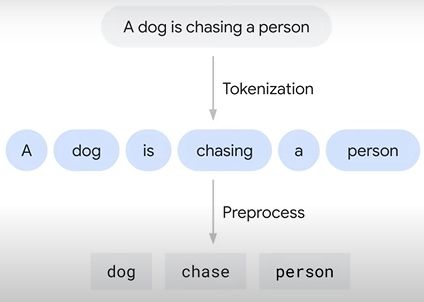 A dog is chasing a person
Tokenization
A dog is chasing a person
Preprocess
dog chase person